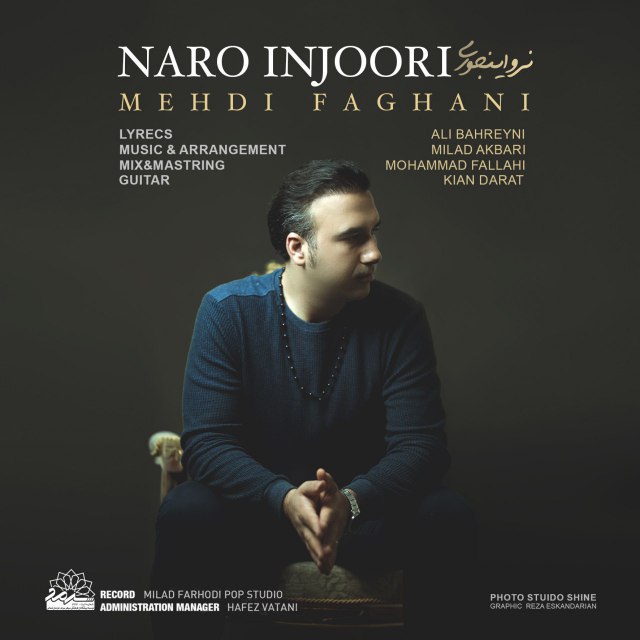 NARO INJOORI نرو اینجوری
MEHDI FAGHANI
LYRECS ALI BAHREYNI
MUSIC & ARRANGEMENT MILAD AKBARI
MIX&MASTRING MOHAMMAD FALLAHI
GUITAR KIAN DARAT
RECORD MILAD FARHODI POP STUDIO
ADMINISTRATION MANAGER HAFEZ VATANI
PHOTO STUIDO SHINE
GRAPHIC REZA ESKANDARIAN